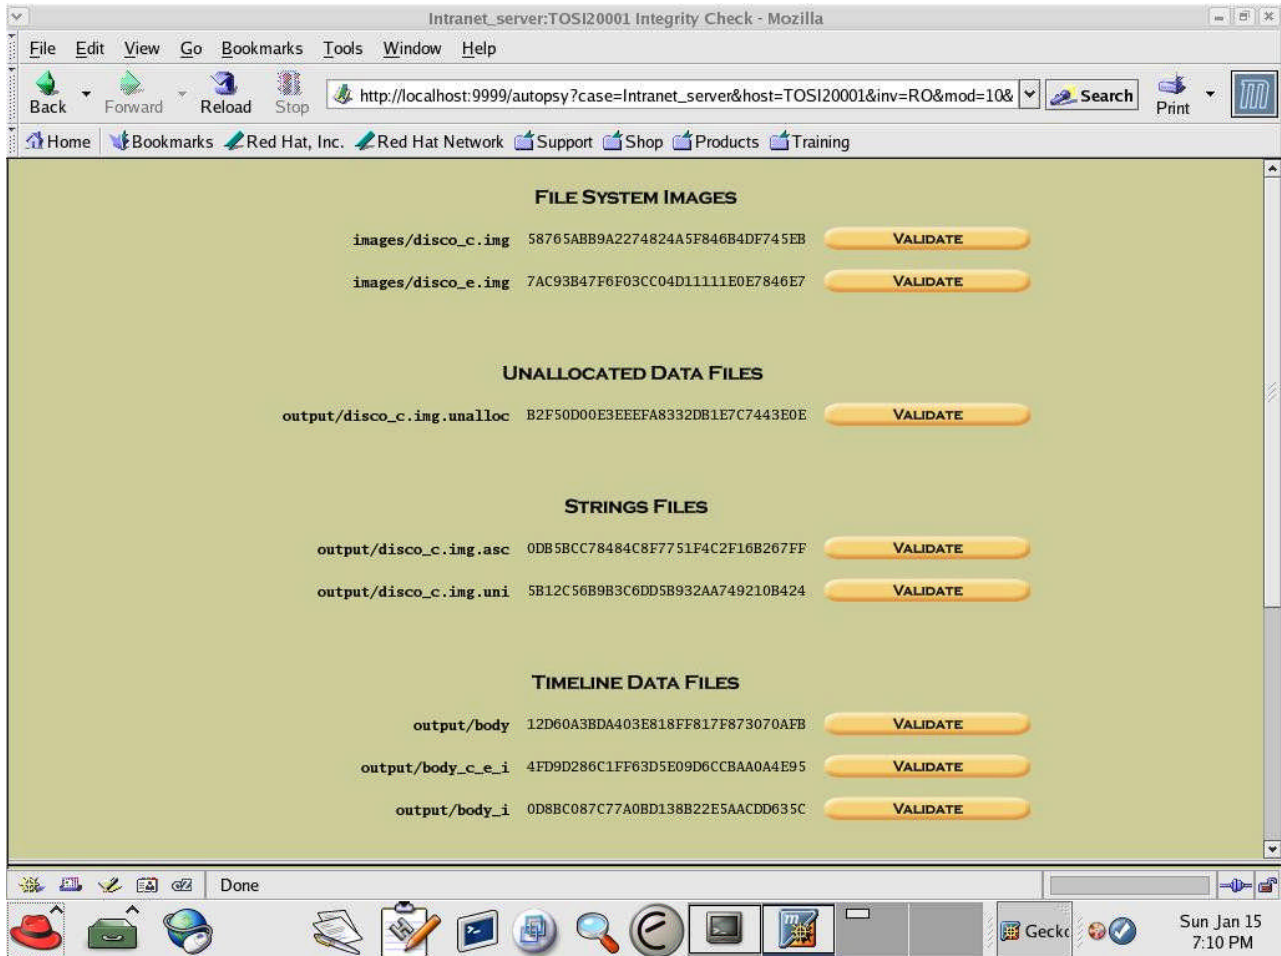 Intranet_server:TOSI20001 Integrity Check - Mozilla
File Edit View Go Bookmarks Tools Window Help
Back Forward Reload Stop http://localhost:9999/autopsy?case=Intranet_server&host=TOSI20001&inv=RO&mod=10& Search Print
Home Bookmarks Red Hat, Inc. Red Hat Network Support Shop Products Training
FILE SYSTEM IMAGES
images/disco_c.img 58765ABB9A2274824A5F846B4DF745EB VALIDATE
images/disco_e.img 7AC93B47F6F03CC04D11111E0E7846E7 VALIDATE
UNALLOCATED DATA FILES
output/disco_c.img.unalloc B2F50D00E3EEEFA8332DB1E7C7443E0E VALIDATE
STRINGS FILES
output/disco_c.img.asc 0DB5BCC78484C8F7751F4C2F16B267FF VALIDATE
output/disco_c.img.uni 5B12C56B9B3C6DD5B932AA749210B424 VALIDATE
TIMELINE DATA FILES
output/body 12D60A3BDA403E818FF817F873070AFB VALIDATE
output/body_c_e_i 4FD9D286C1FF63D5E09D6CCBAA0A4E95 VALIDATE
output/body_i 0D8BC087C77A0BD138B22E5AACDD635C VALIDATE
Done
Gecko
Sun Jan 15
7:10 PM